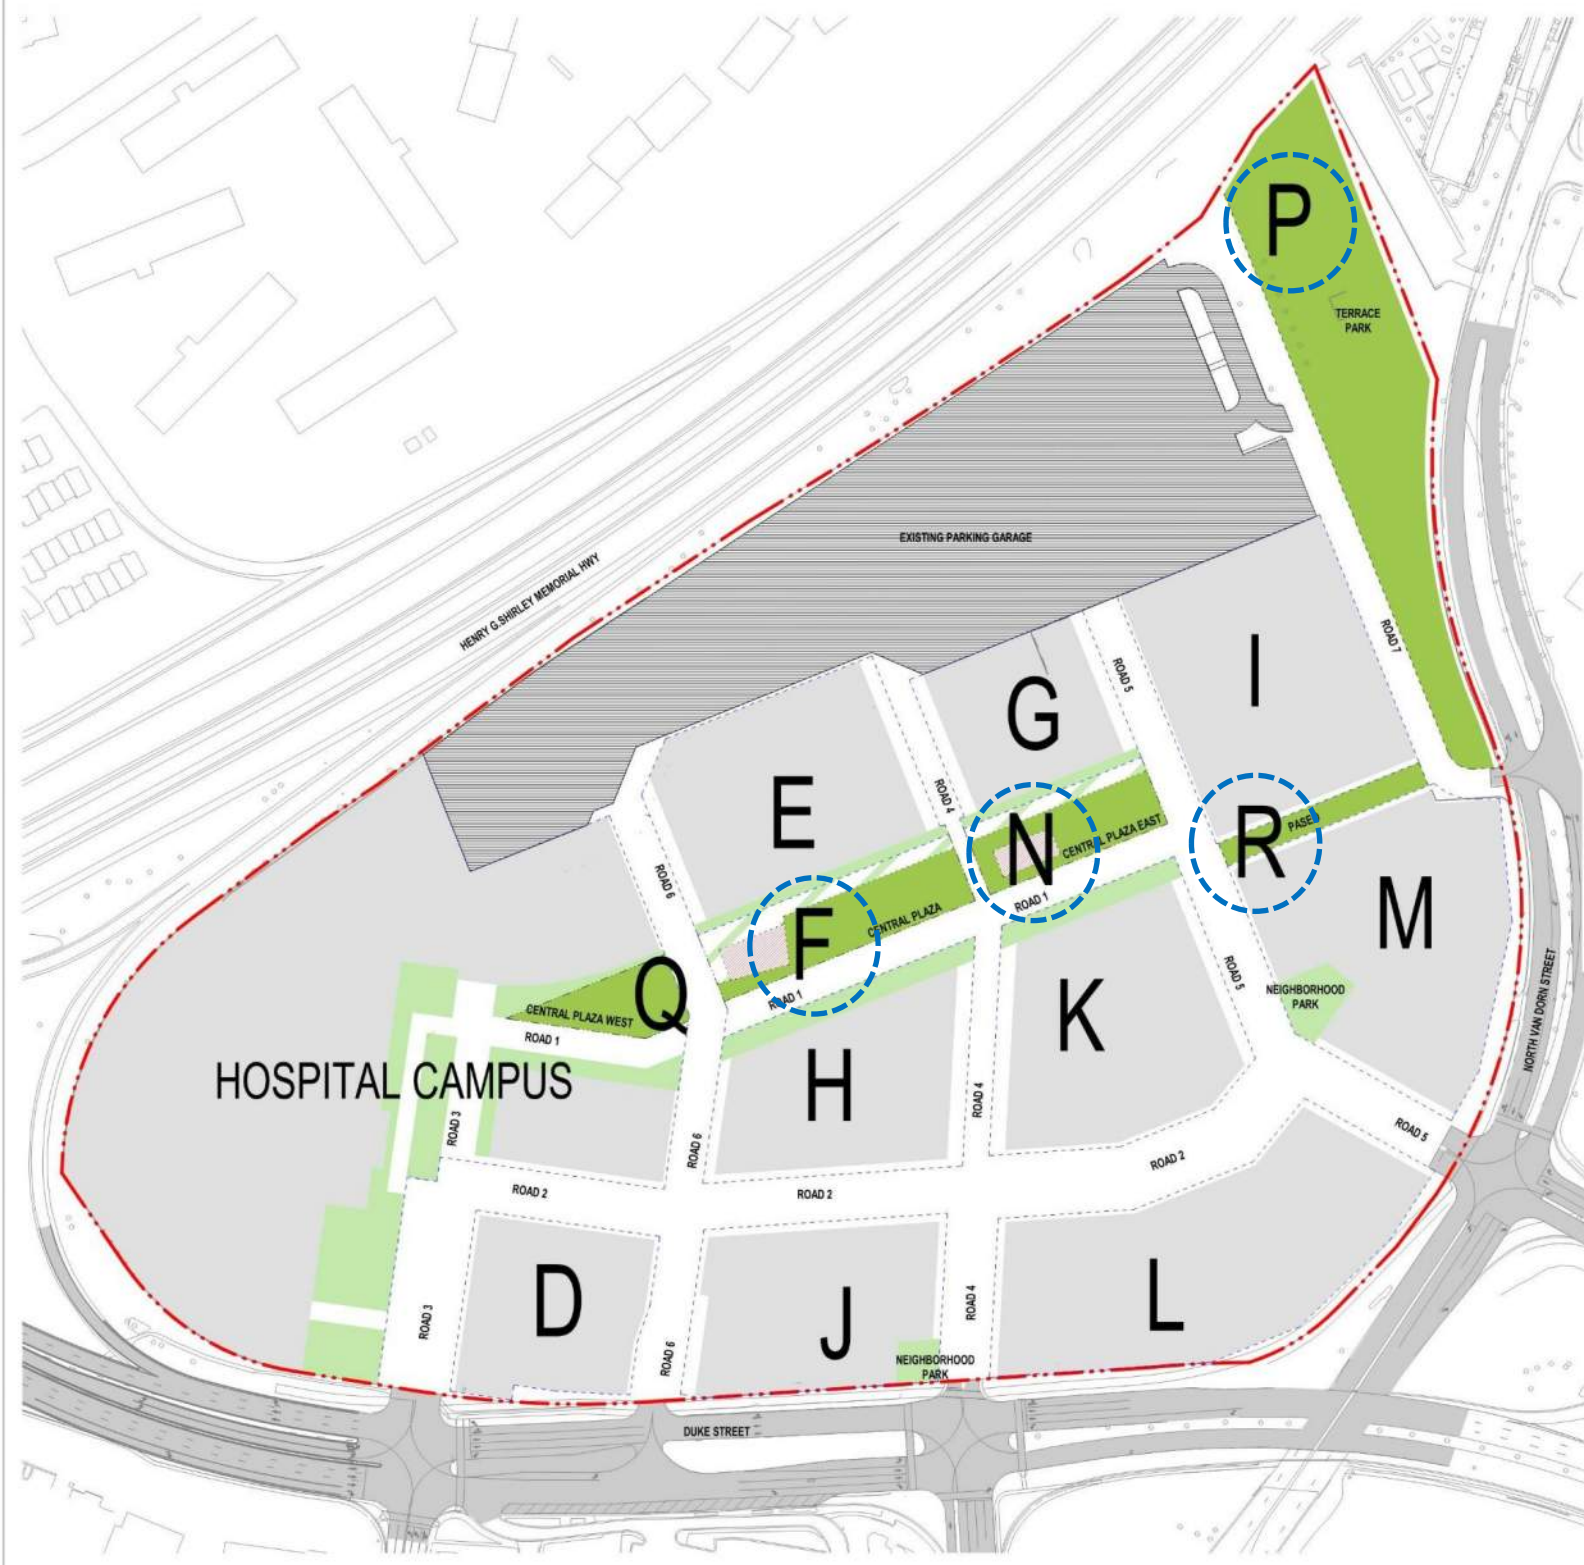 P
TERRACE
PARK
EXISTING PARKING GARAGE
HENRY G.SHIRLEY MEMORIAL HWY
ROAD 7
I
ROAD 5
G
E
ROAD 4
N
CENTRAL PLAZA EAST
R
ROAD 6
F
CENTRAL PLAZA
ROAD 1
M
Q
CENTRAL PLAZA WEST
ROAD 1
ROAD 1
K
ROAD 5
NEIGHBORHOOD
PARK
NORTH VAN DORN STREET
HOSPITAL CAMPUS
H
ROAD 3
ROAD 4
ROAD 6
ROAD 5
ROAD 2
ROAD 2
ROAD 2
D
J
L
ROAD 3
ROAD 6
ROAD 4
NEIGHBORHOOD
PARK
DUKE STREET